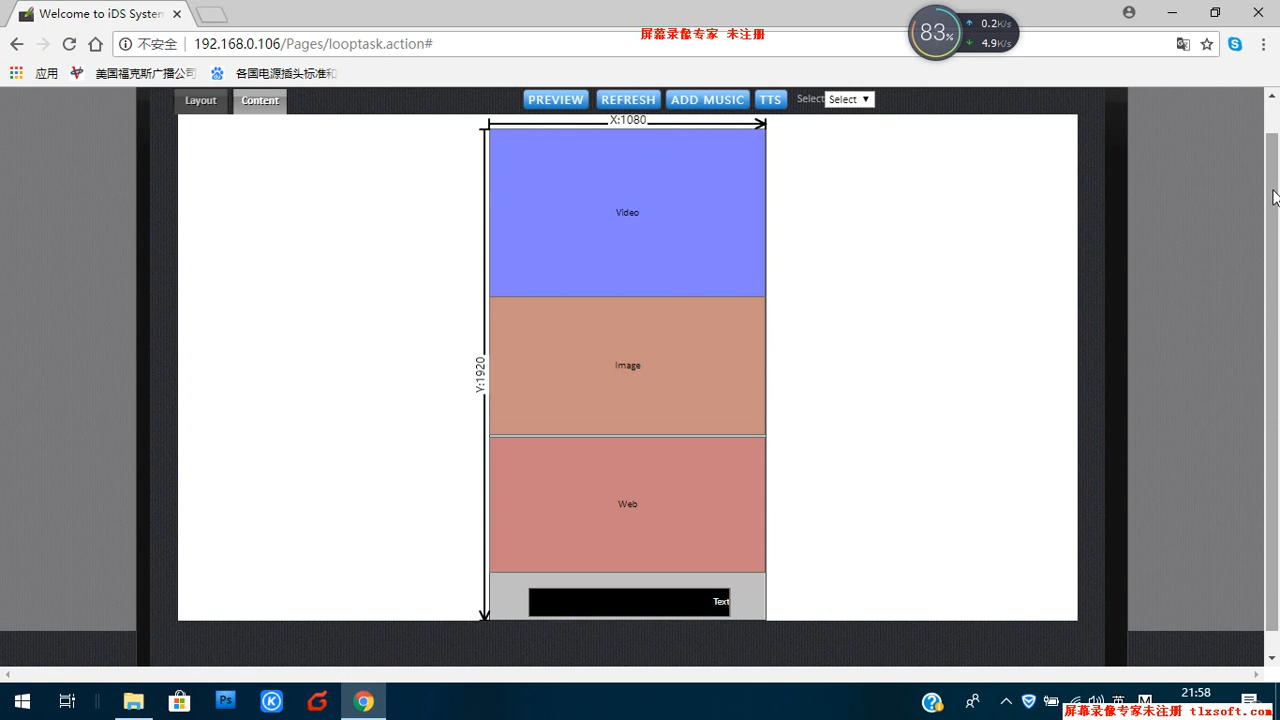 Welcome to iDS System
屏幕录像专家 未注册
83%
0.2K/s
4.9K/s
不安全
192.168.0.106/Pages/looptask.action#
应用
美国福克斯广播公司
各国电源插头标准和
Layout
Content
PREVIEW
REFRESH
ADD MUSIC
TTS
Select
Select
X:1080
Y:1920
Video
Image
Web
Text
Ps
K
英
M
21:58
屏幕录像专家未注册 tlxsoft.com